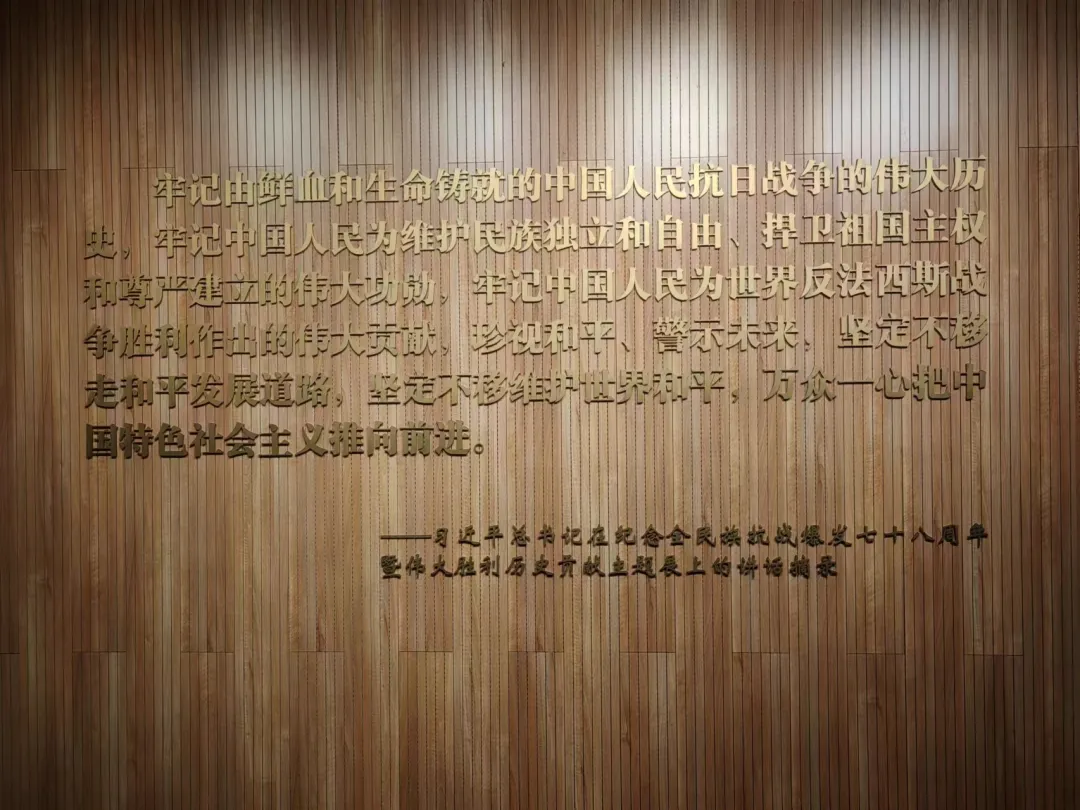 牢记由鲜血和生命铸就的中国人民抗日战争的伟大历
史，牢记中国人民为维护民族独立和自由、捍卫祖国主权
和尊严建立的伟大功勋，牢记中国人民为世界反法西斯战
争胜利作出的伟大贡献，珍视和平、警示未来，坚定不移
走和平发展道路，坚定不移维护世界和平，万众一心把中
国特色社会主义推向前进。
——习近平总书记在纪念全民族抗战爆发七十八周年
暨伟大胜利历史贡献主题展上的讲话摘录